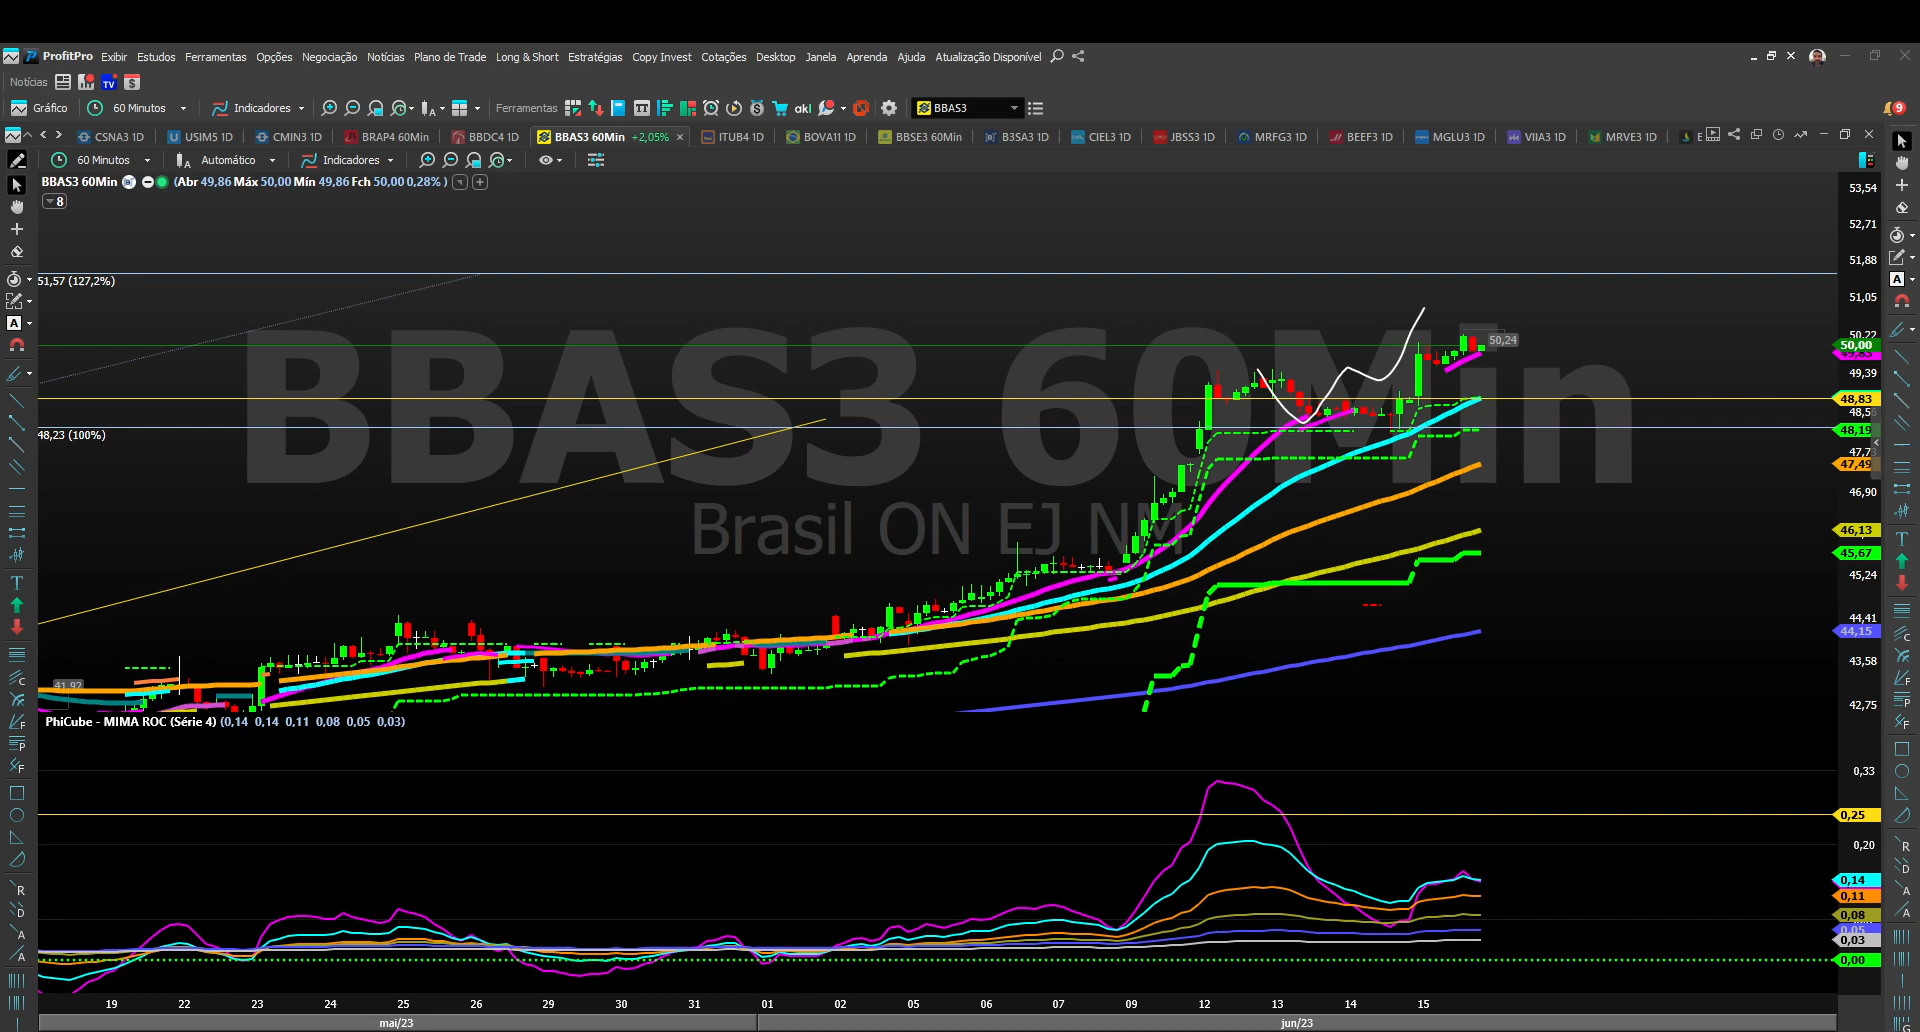 ProfitPro Exibir Estudos Ferramentas Opções Negociação Notícias Plano de Trade Long & Short Estratégias Copy Invest Cotações Desktop Janela Aprenda Ajuda Atualização Disponível
Notícias TV $
Gráfico 60 Minutos Indicadores Ferramentas akl BBAS3 9
CSNA3 1D USIM5 1D CMIN3 1D BRAP4 60Min BBDC4 1D BBAS3 60Min +2,05% ITUB4 1D BOVA11 1D BBSE3 60Min B3SA3 1D CIEL3 1D JBSS3 1D MRFG3 1D BEEF3 1D MGLU3 1D VIIA3 1D MRVE3 1D E
60 Minutos Automático Indicadores
BBAS3 60Min (Abr 49,86 Máx 50,00 Mín 49,86 Fch 50,00 0,28% )
8
53,54
52,71
51,88
51,57 (127,2%)
51,05
50,22
50,24
50,00
49,39
48,83
48,23 (100%)
48,19
47,49
46,90
46,13
45,67
45,24
44,41
44,15
43,58
42,75
41,92
BBAS3 60Min
Brasil ON EJ NM
PhiCube - MIMA ROC (Série 4) (0,14 0,14 0,11 0,08 0,05 0,03)
0,33
0,25
0,20
0,14
0,11
0,08
0,05
0,03
0,00
19 22 23 24 25 26 29 30 31 01 02 05 06 07 09 12 13 14 15
mai/23 jun/23